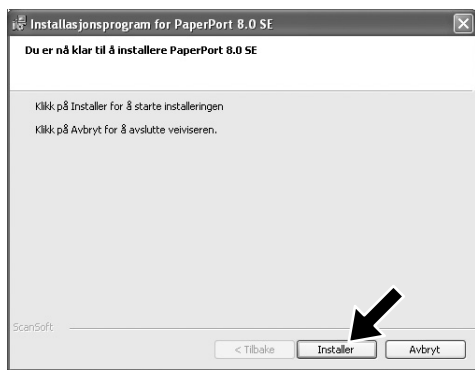 Installasjonsprogram for PaperPort 8.0 SE
Du er nå klar til å installere PaperPort 8.0 SE
Klikk på Installer for å starte installeringen
Klikk på Avbryt for å avslutte veiviseren.
ScanSoft
< Tilbake Installer Avbryt